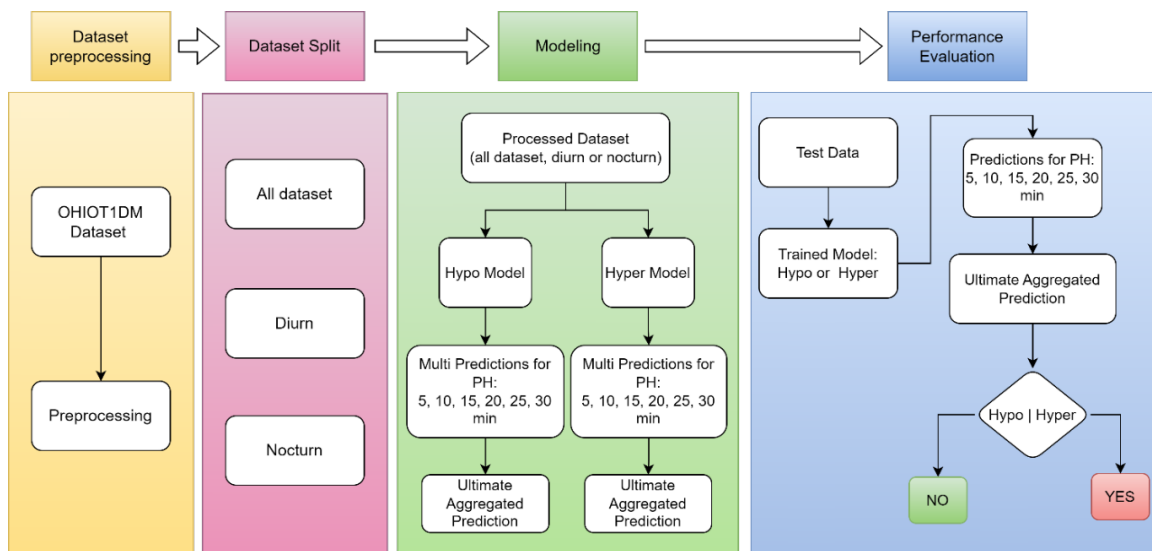 Dataset
preprocessing
Dataset Split
Modeling
Performance
Evaluation
OHIOT1DM
Dataset
Preprocessing
All dataset
Diurn
Nocturn
Processed Dataset
(all dataset, diurn or nocturn)
Hypo Model
Hyper Model
Multi Predictions for
PH:
5, 10, 15, 20, 25, 30
min
Multi Predictions for
PH:
5, 10, 15, 20, 25, 30
min
Ultimate
Aggregated
Prediction
Ultimate
Aggregated
Prediction
Test Data
Trained Model:
Hypo or Hyper
Predictions for PH:
5, 10, 15, 20, 25, 30
min
Ultimate Aggregated
Prediction
Hypo | Hyper
NO
YES